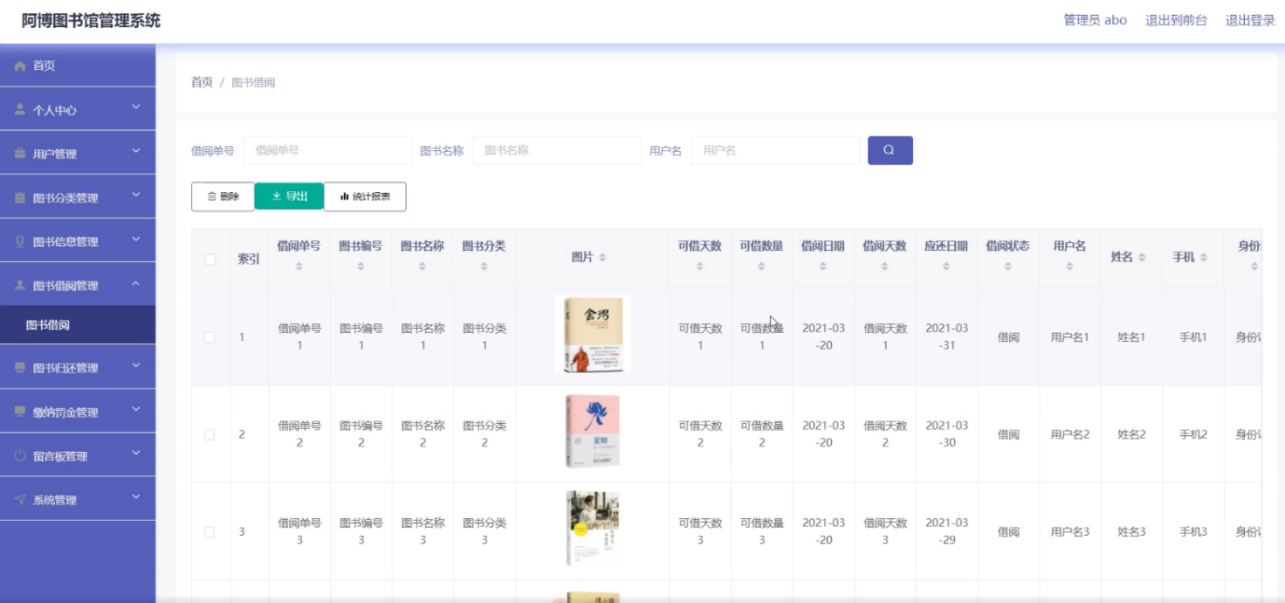 阿博图书馆管理系统
管理员 abo 退出到前台 退出登录
首页
个人中心
用户管理
图书分类管理
图书信息管理
图书借阅管理
图书借阅
图书归还管理
缴纳罚金管理
留言板管理
系统管理
首页 / 图书借阅
借阅单号 借阅单号 图书名称 图书名称 用户名 用户名
删除 导出 统计报表
索引 借阅单号 图书编号 图书名称 图书分类 图片 可借天数 可借数量 借阅日期 借阅天数 应还日期 借阅状态 用户名 姓名 手机 身份
1 借阅单号1 图书编号1 图书名称1 图书分类1 可借天数1 可借数量1 2021-03-20 借阅天数1 2021-03-31 借阅 用户名1 姓名1 手机1 身份
2 借阅单号2 图书编号2 图书名称2 图书分类2 可借天数2 可借数量2 2021-03-20 借阅天数2 2021-03-30 借阅 用户名2 姓名2 手机2 身份
3 借阅单号3 图书编号3 图书名称3 图书分类3 可借天数3 可借数量3 2021-03-20 借阅天数3 2021-03-29 借阅 用户名3 姓名3 手机3 身份